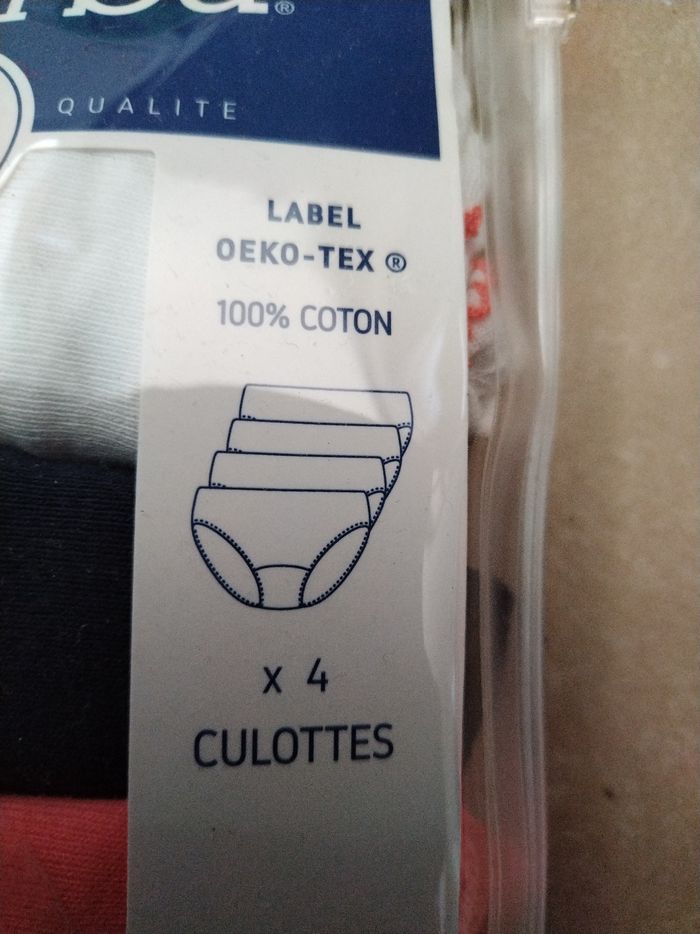 ®
QUALITE
LABEL
OEKO-TEX ®
100% COTON
x 4
CULOTTES